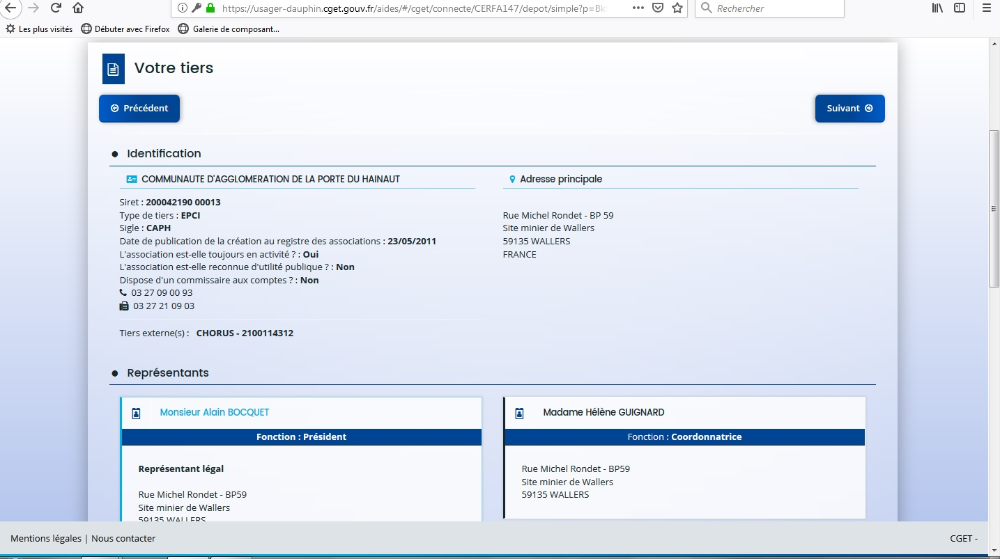 https://usager-dauphin.cget.gouv.fr/aides/#/cget/connecte/CERFA147/depot/simple?p=Bk
Rechercher
Les plus visités
Débuter avec Firefox
Galerie de composant...
Votre tiers
Précédent
Suivant
Identification
COMMUNAUTE D'AGGLOMERATION DE LA PORTE DU HAINAUT
Siret : 200042190 00013
Type de tiers : EPCI
Sigle : CAPH
Date de publication de la création au registre des associations : 23/05/2011
L'association est-elle toujours en activité ? : Oui
L'association est-elle reconnue d'utilité publique ? : Non
Dispose d'un commissaire aux comptes ? : Non
03 27 09 00 93
03 27 21 09 03
Tiers externe(s) : CHORUS - 2100114312
Adresse principale
Rue Michel Rondet - BP 59
Site minier de Wallers
59135 WALLERS
FRANCE
Représentants
Monsieur Alain BOCQUET
Fonction : Président
Représentant légal
Rue Michel Rondet - BP59
Site minier de Wallers
59135 WALLERS
Madame Hélène GUIGNARD
Fonction : Coordonnatrice
Rue Michel Rondet - BP59
Site minier de Wallers
59135 WALLERS
Mentions légales | Nous contacter
CGET -